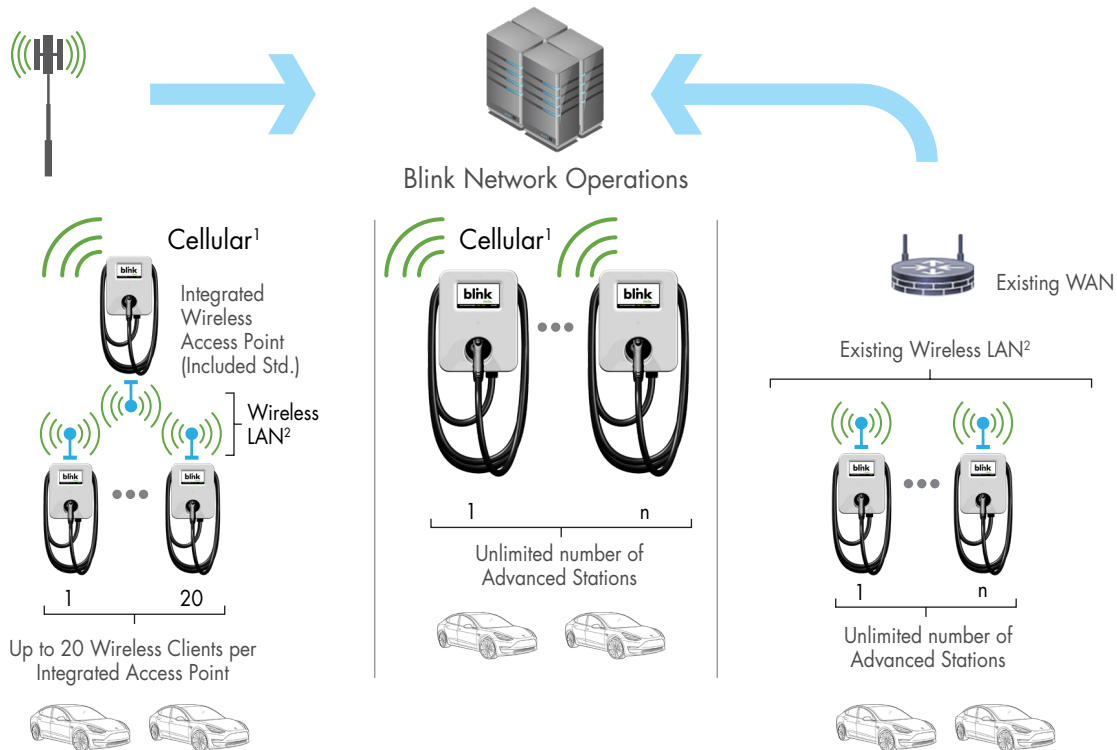 Blink Network Operations
Cellular¹
blink
Integrated
Wireless
Access Point
(Included Std.)
Wireless
LAN²
blink
blink
1
20
Up to 20 Wireless Clients per
Integrated Access Point
Cellular¹
blink
blink
1
n
Unlimited number of
Advanced Stations
Existing WAN
Existing Wireless LAN²
blink
blink
1
n
Unlimited number of
Advanced Stations